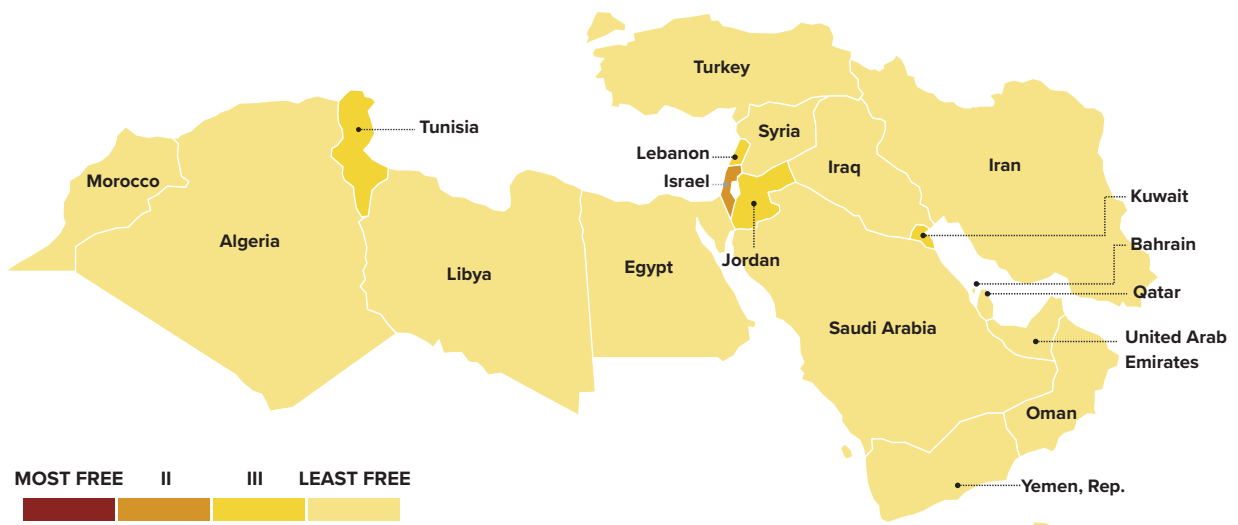 Turkey
Tunisia
Syria
Lebanon
Iran
Iraq
Morocco
Israel
Kuwait
Algeria
Bahrain
Jordan
Egypt
Libya
Qatar
Saudi Arabia
United Arab
Emirates
Oman
MOST FREE II III LEAST FREE
Yemen, Rep.